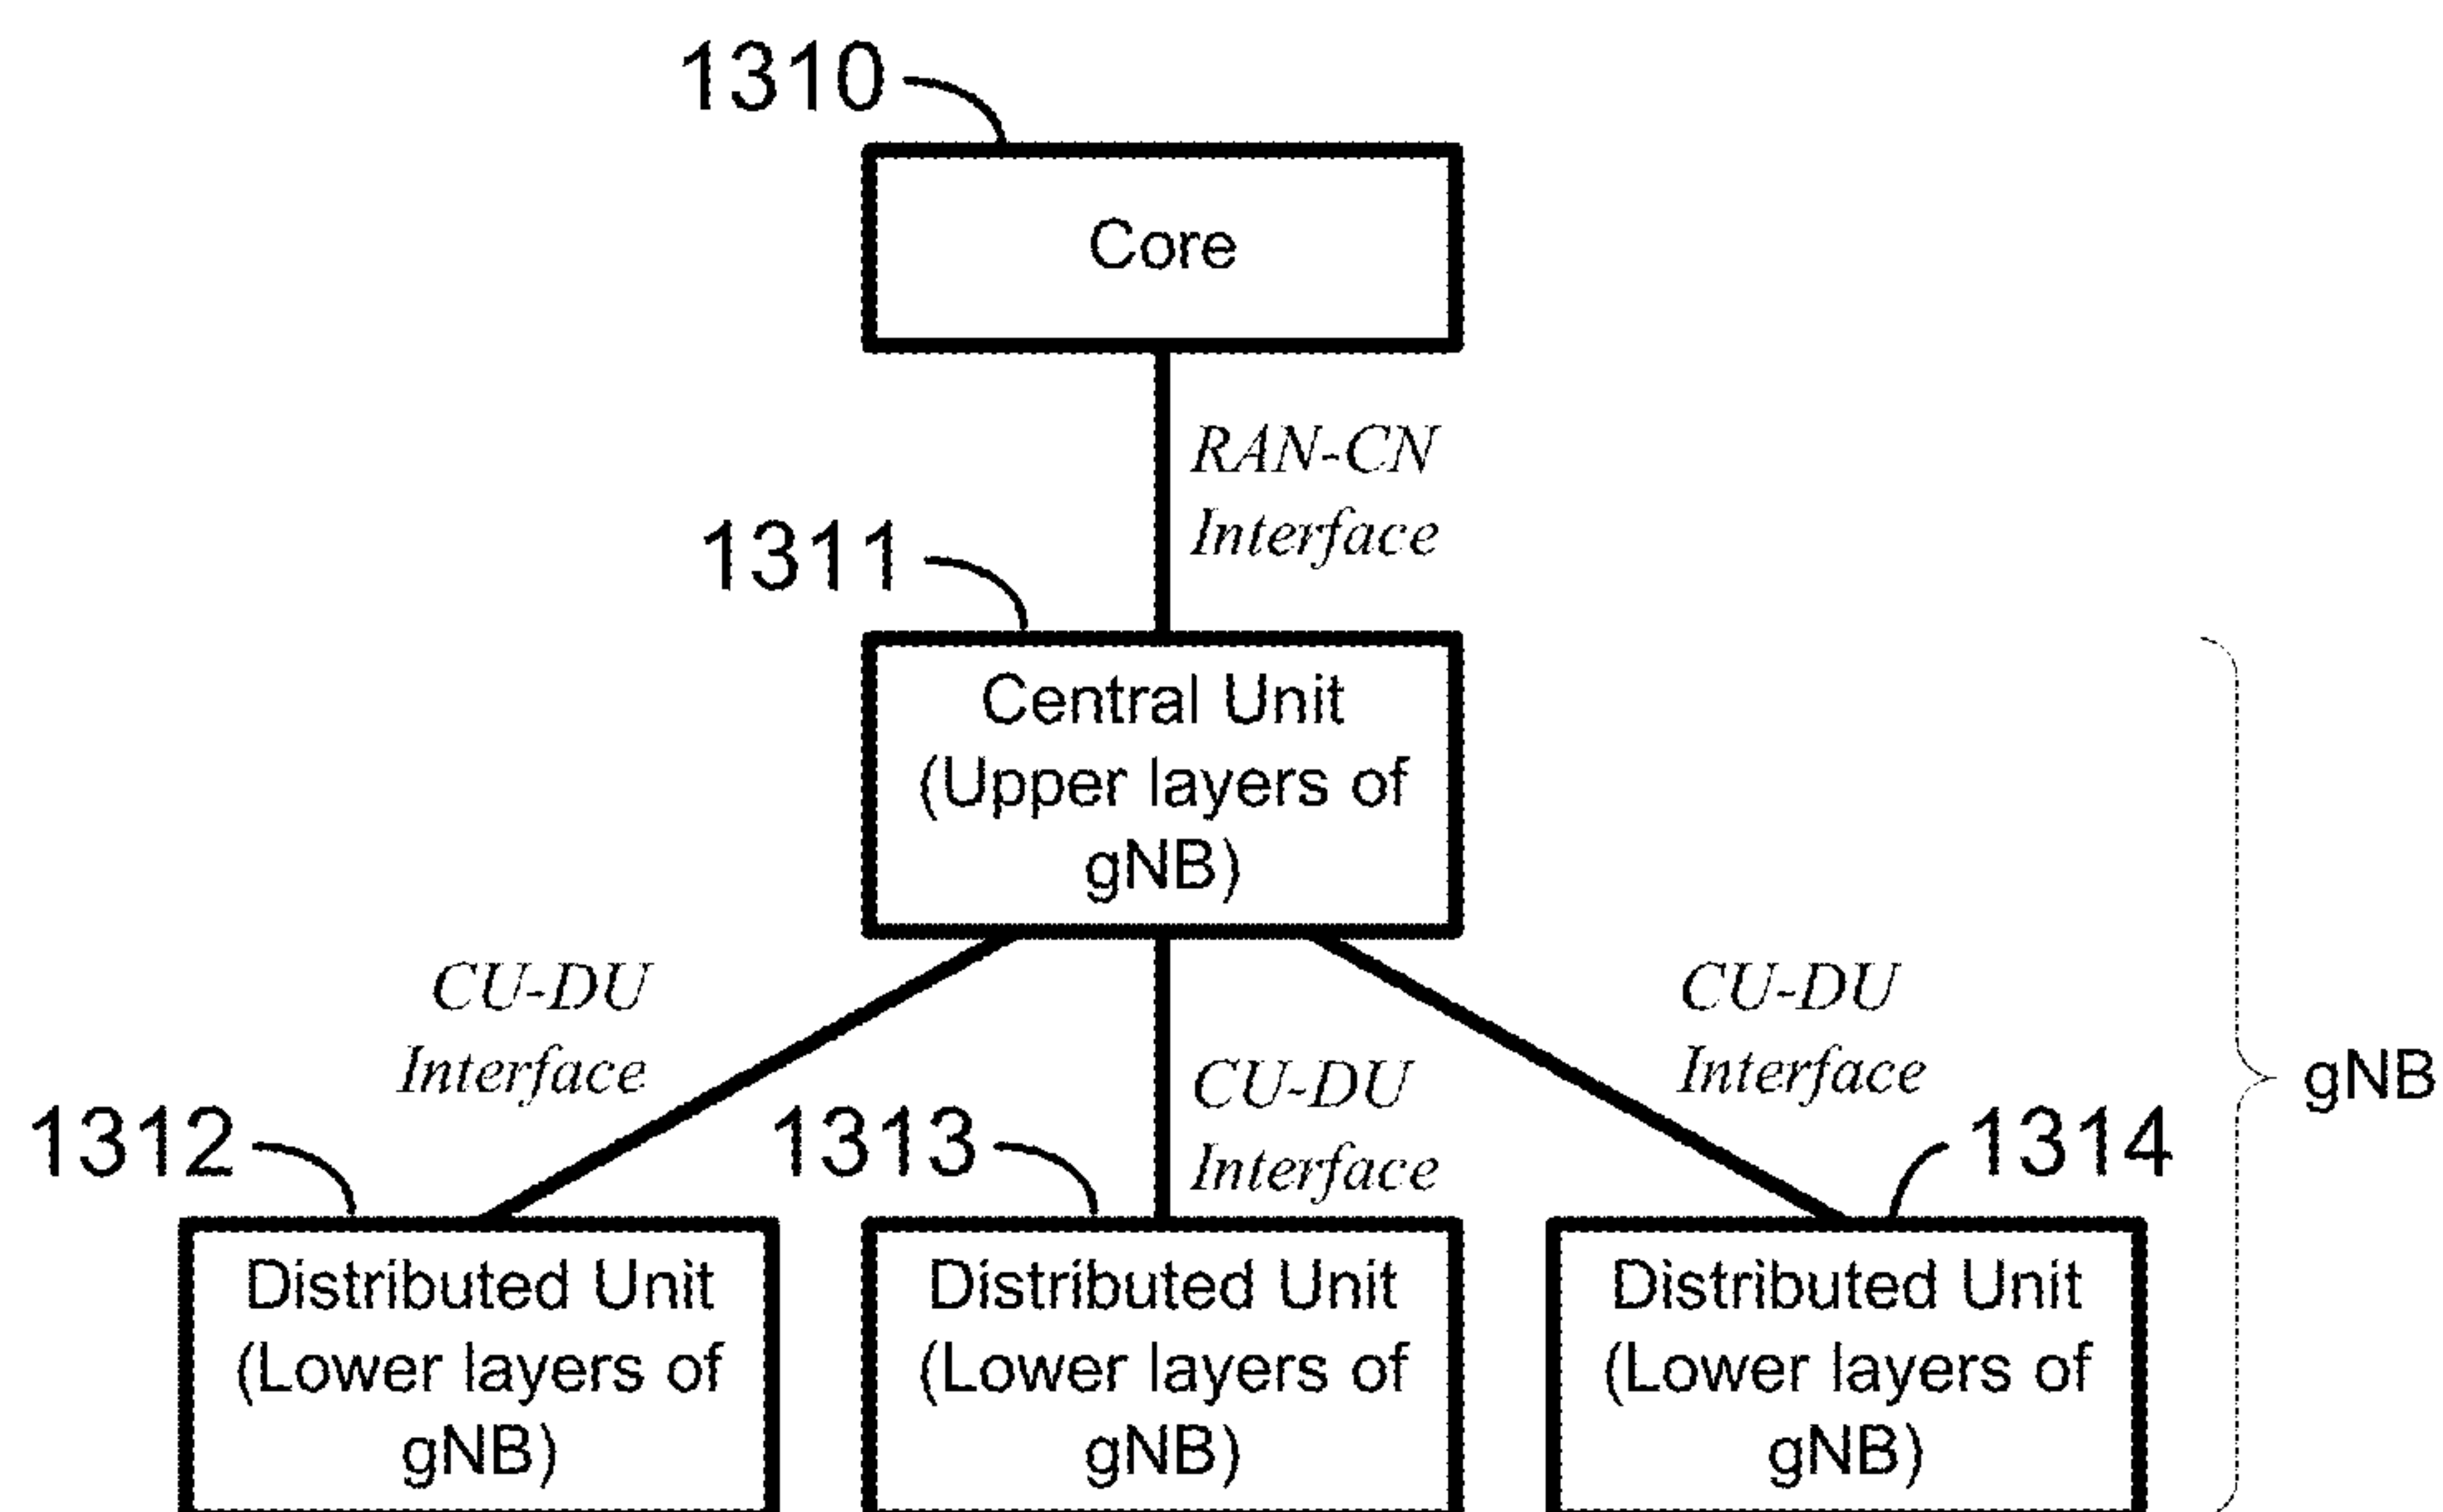 1310
Core
RAN-CN
Interface
1311
Central Unit
(Upper layers of
gNB)
CU-DU
Interface
CU-DU
Interface
CU-DU
Interface
gNB
1312
1313
1314
Distributed Unit
(Lower layers of
gNB)
Distributed Unit
(Lower layers of
gNB)
Distributed Unit
(Lower layers of
gNB)